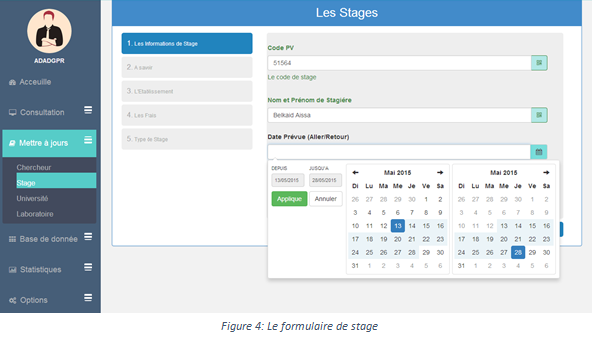 Les Stages
ADADGPR
Acceuille
Consultation
Mettre à jours
Chercheur
Stage
Université
Laboratoire
Base de donnée
Statistiques
Options
1. Les Informations de Stage
2. A savoir
3. L'Etablissement
4. Les Frais
5. Type de Stage
Code PV
51564
Le code de stage
Nom et Prénom de Stagiére
Belkaid Aissa
Date Prévue (Aller/Retour)
DEPUIS JUSQU'A
13/05/2015 28/05/2015
Applique Annuler
Mai 2015
Di Lu Ma Me Je Ve Sa
26 27 28 29 30 1 2
3 4 5 6 7 8 9
10 11 12 13 14 15 16
17 18 19 20 21 22 23
24 25 26 27 28 29 30
31 1 2 3 4 5 6
Mai 2015
Di Lu Ma Me Je Ve Sa
26 27 28 29 30 1 2
3 4 5 6 7 8 9
10 11 12 13 14 15 16
17 18 19 20 21 22 23
24 25 26 27 28 29 30
31 1 2 3 4 5 6
Figure 4: Le formulaire de stage